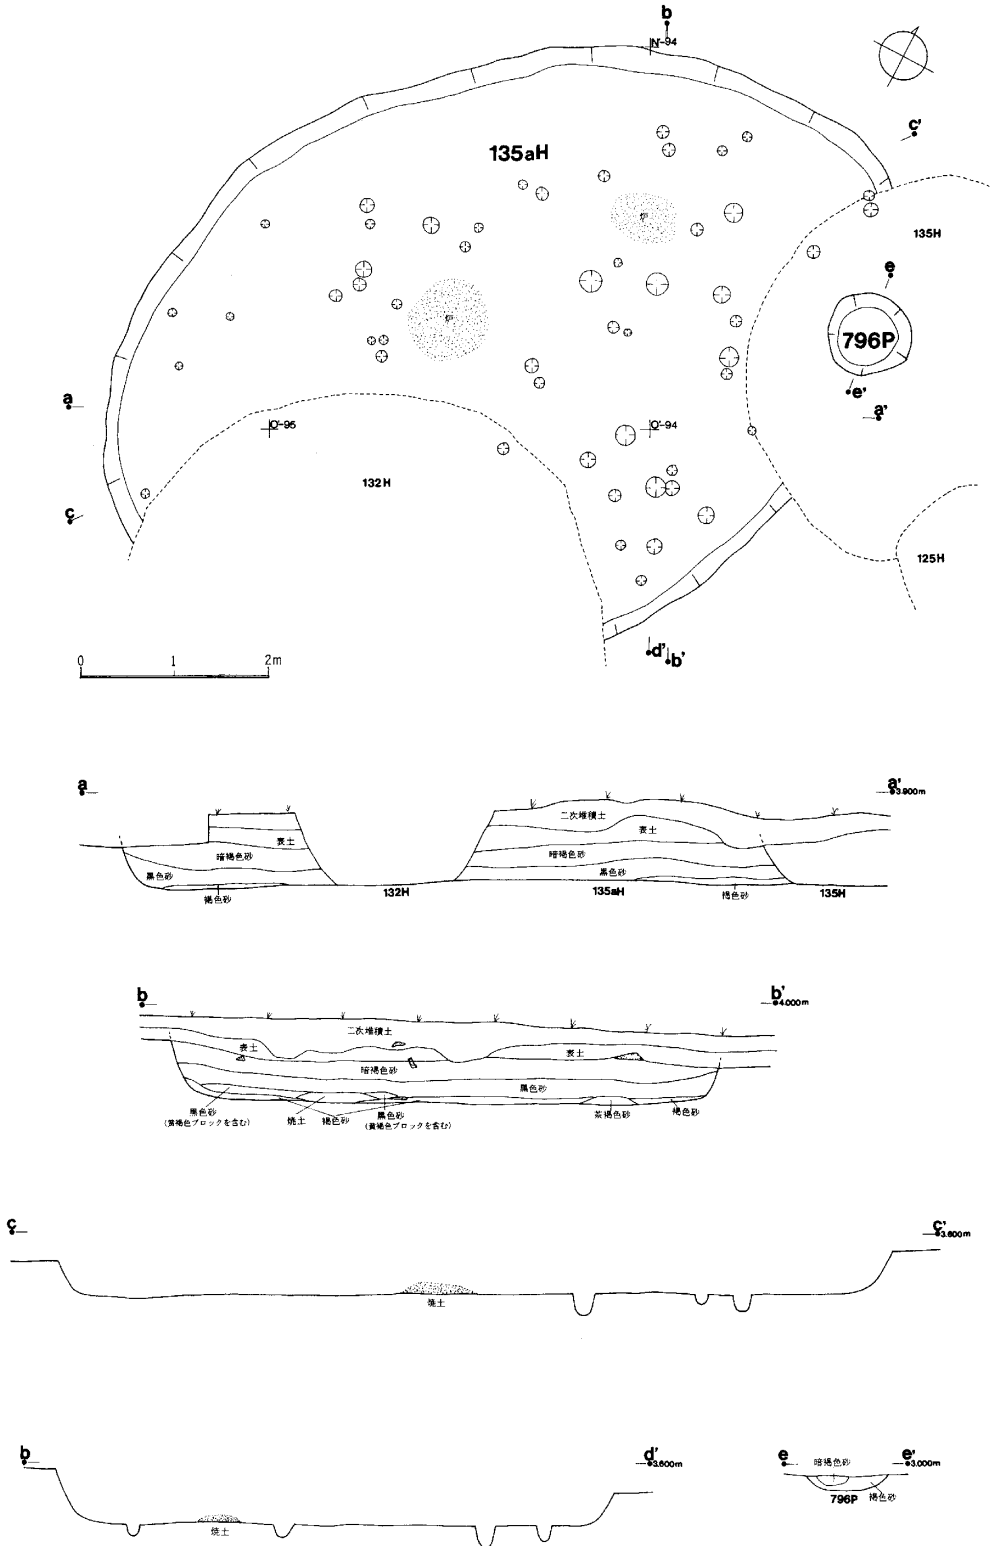 b
N'-94
c'
135aH
135H
e
796P
e'
a
a'
O'-95
O'-94
132H
c
125H
d'
b'
0 1 2m
a
a'
3.900m
二次堆積土
表土
表土
暗褐色砂
暗褐色砂
黒色砂
黒色砂
褐色砂
132H
135aH
褐色砂
135H
b
b'
4.000m
二次堆積土
表土
表土
暗褐色砂
黒色砂
黒色砂
(黄褐色ブロックを含む)
焼土
褐色砂
黒色砂
(黄褐色ブロックを含む)
茶褐色砂
褐色砂
c
c'
3.600m
焼土
b
d'
3.600m
焼土
e
暗褐色砂
e'
3.000m
796P
褐色砂